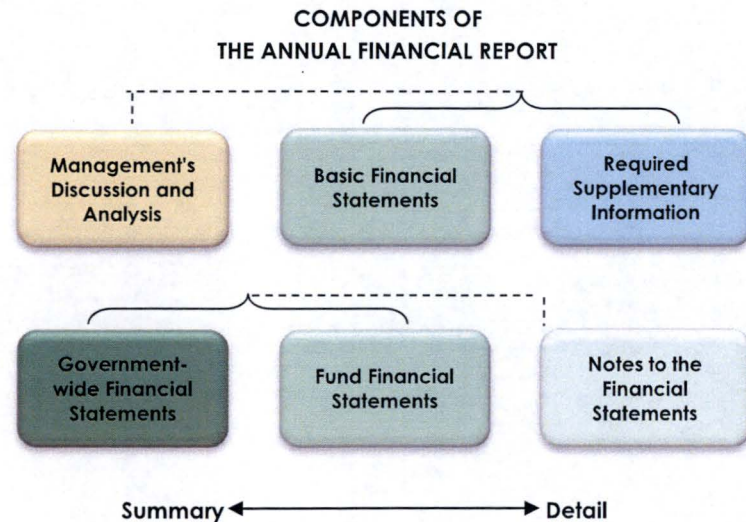 COMPONENTS OF
THE ANNUAL FINANCIAL REPORT
Management's
Discussion and
Analysis
Basic Financial
Statements
Required
Supplementary
Information
Government-
wide Financial
Statements
Fund Financial
Statements
Notes to the
Financial
Statements
Summary
Detail